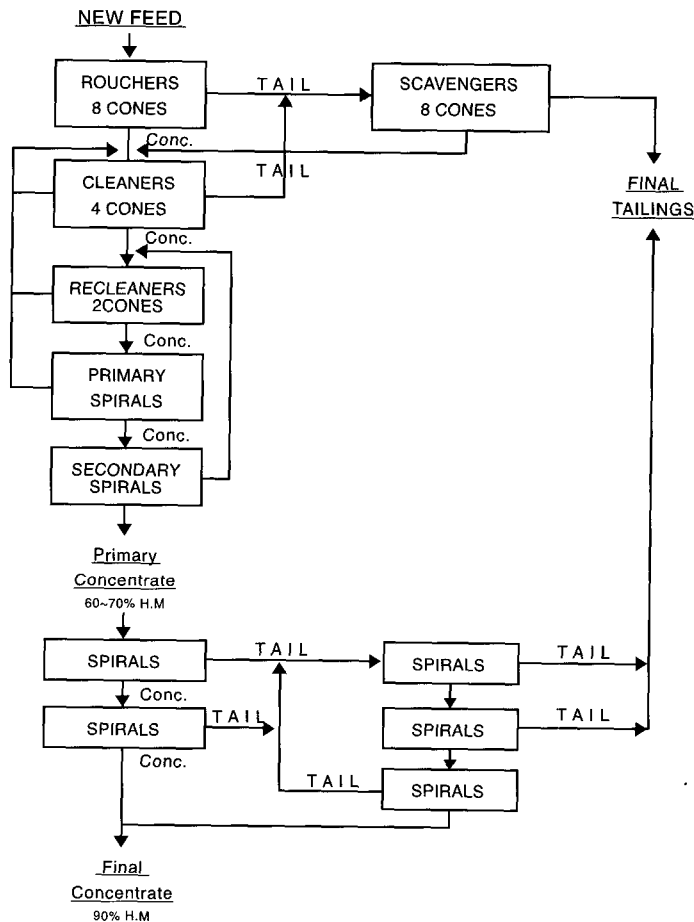 NEW FEED
ROUCHERS
8 CONES
TAIL
SCAVENGERS
8 CONES
Conc.
TAIL
CLEANERS
4 CONES
FINAL
TAILINGS
Conc.
RECLEANERS
2CONES
Conc.
PRIMARY
SPIRALS
Conc.
SECONDARY
SPIRALS
Primary
Concentrate
60~70% H.M
SPIRALS
TAIL
SPIRALS
TAIL
Conc.
SPIRALS
TAIL
SPIRALS
TAIL
Conc.
TAIL
SPIRALS
Final
Concentrate
90% H.M